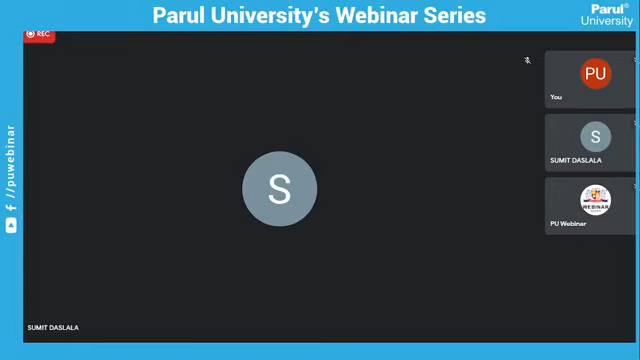 Parul University's Webinar Series
Parul®
University
REC
PU
You
S
SUMIT DASLALA
S
WEBINAR
PU Webinar
SUMIT DASLALA
//puwebinar